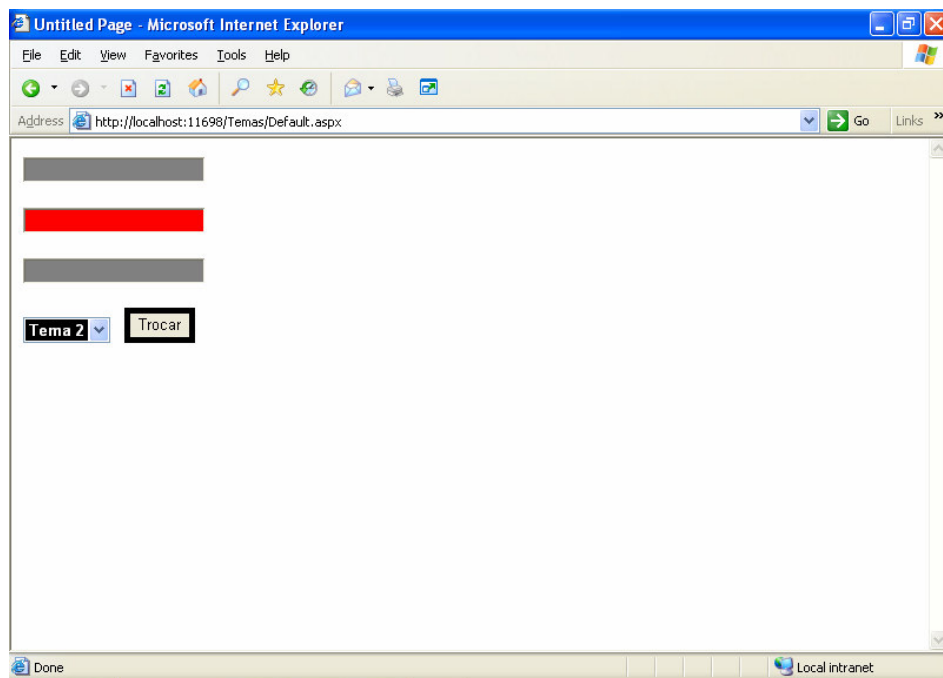 Untitled Page - Microsoft Internet Explorer
File Edit View Favorites Tools Help
Address http://localhost:11698/Temas/Default.aspx Go Links »
Tema 2 Trocar
Done Local intranet